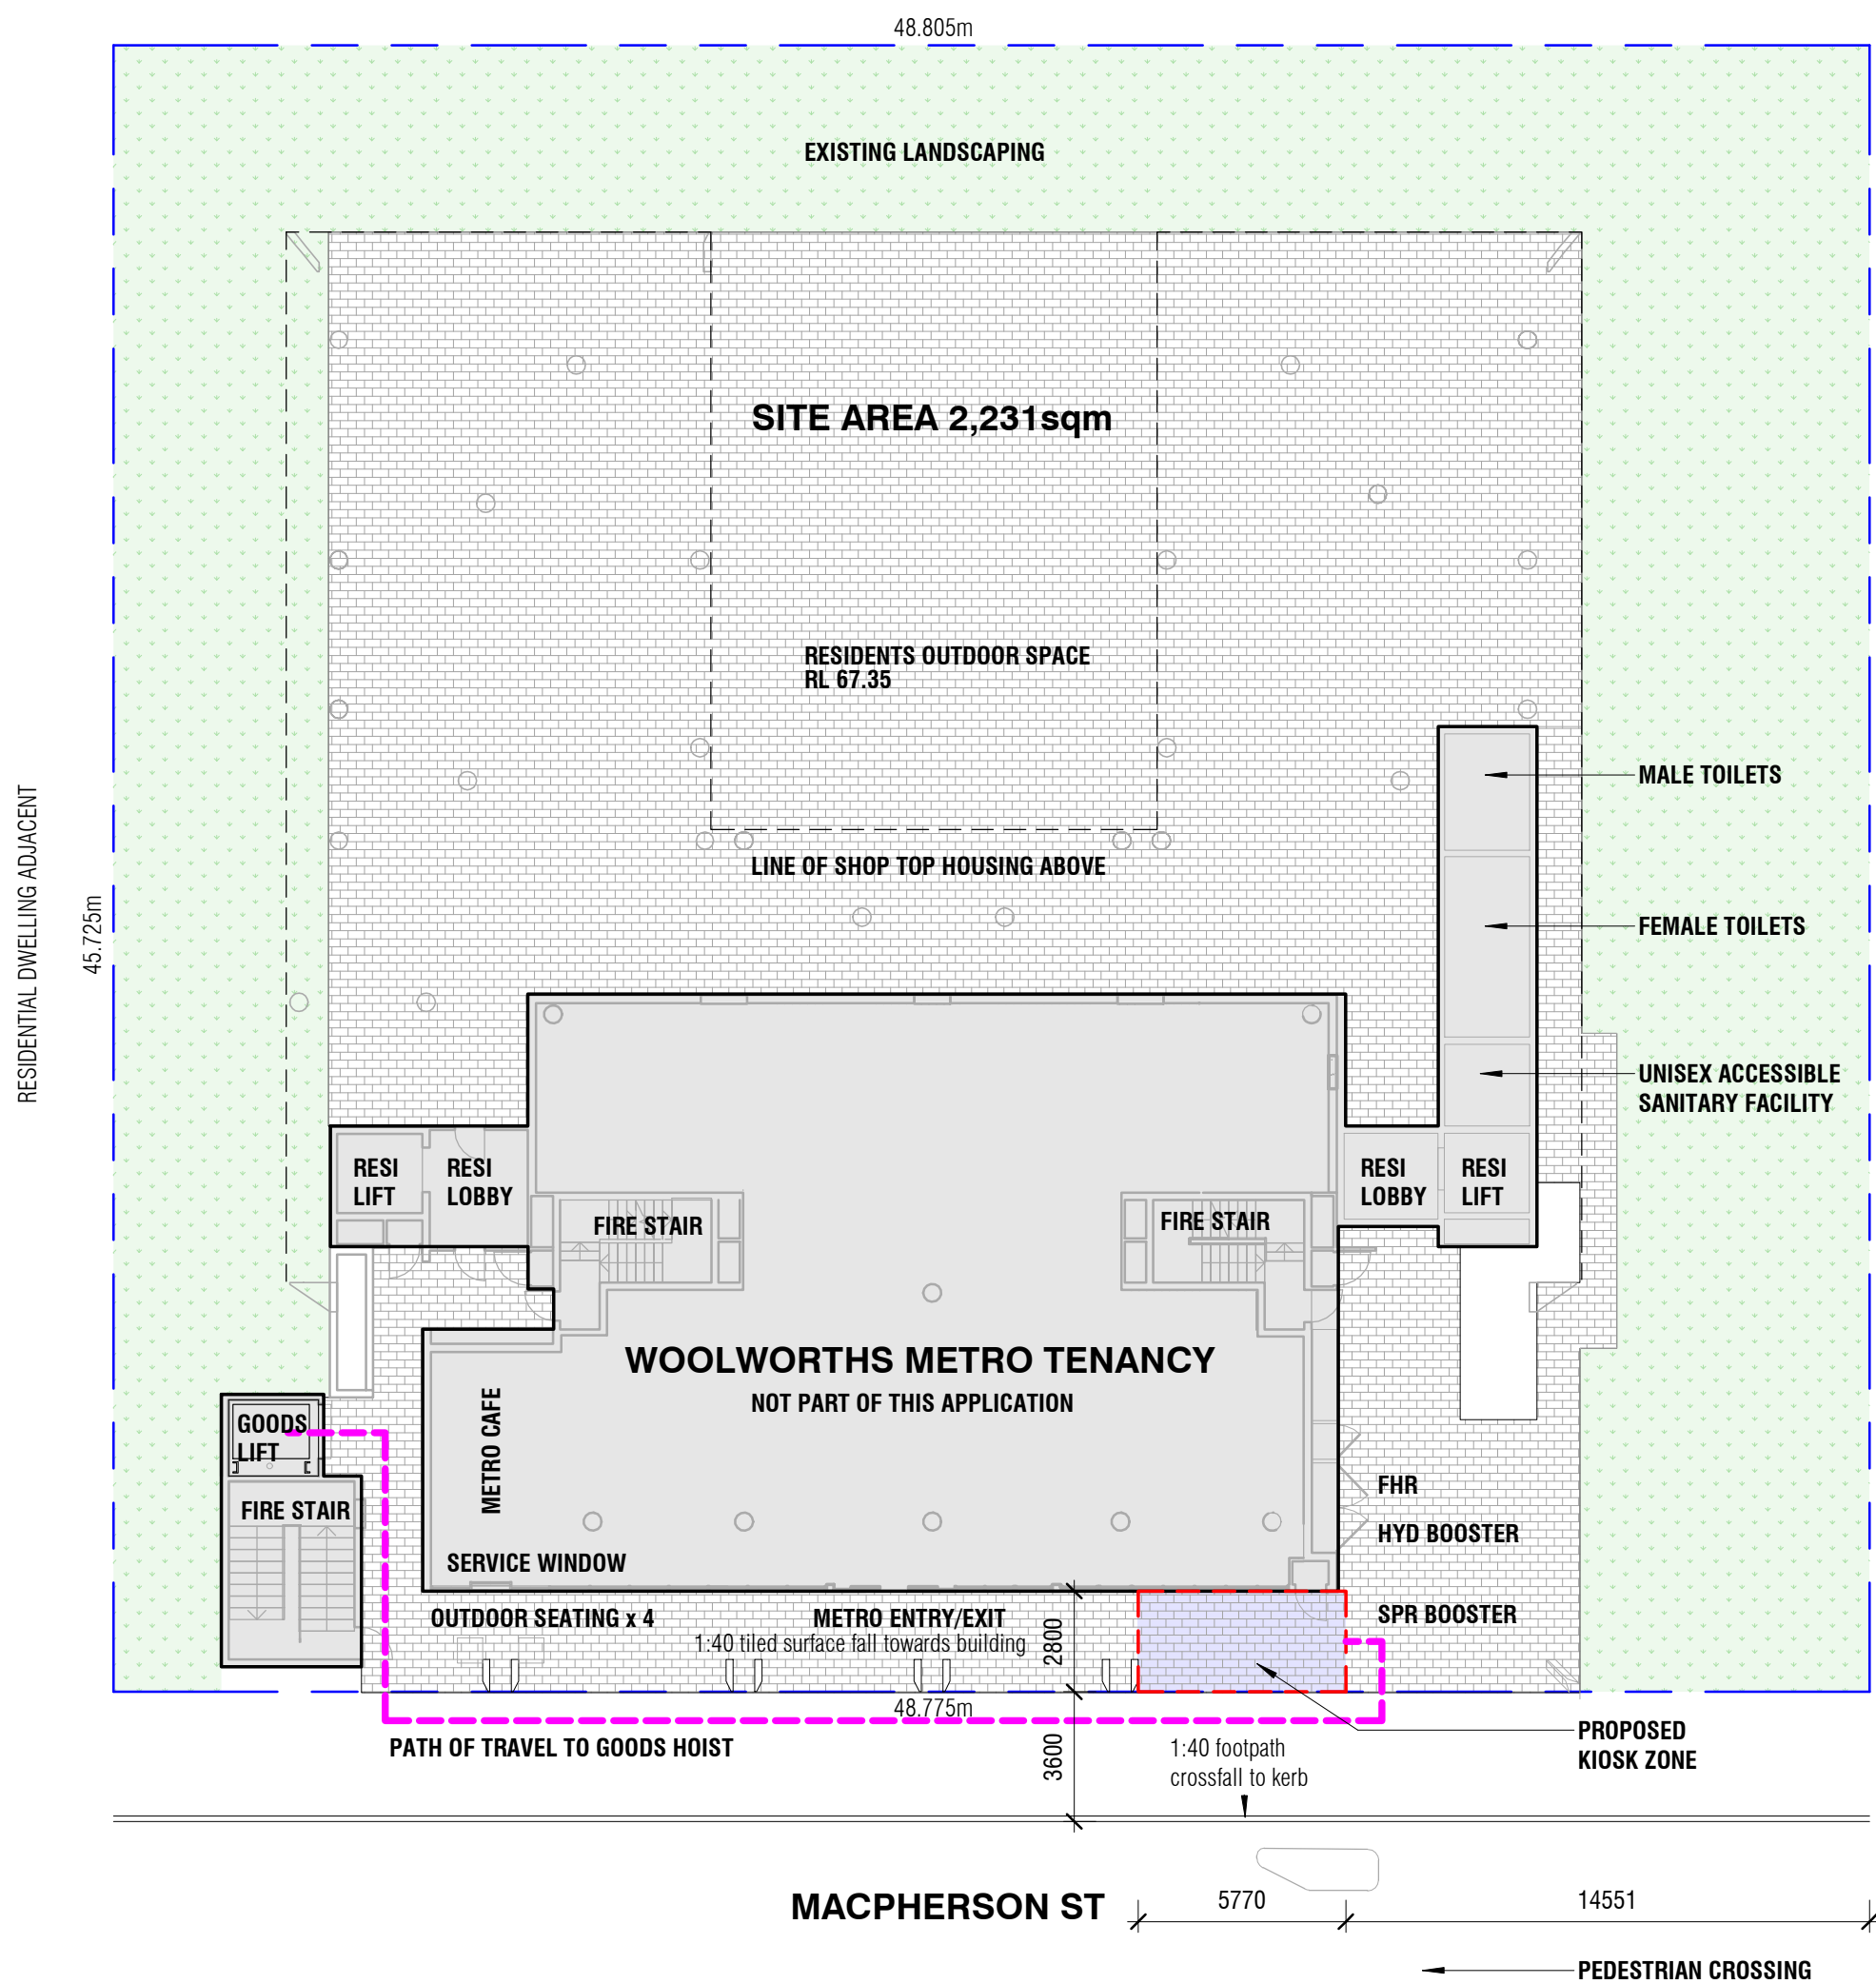 48.805m
EXISTING LANDSCAPING
SITE AREA 2,231sqm
RESIDENTS OUTDOOR SPACE
RL 67.35
MALE TOILETS
RESIDENTIAL DWELLING ADJACENT
45.725m
LINE OF SHOP TOP HOUSING ABOVE
FEMALE TOILETS
UNISEX ACCESSIBLE
SANITARY FACILITY
RESI
LIFT
RESI
LOBBY
RESI
LOBBY
RESI
LIFT
FIRE STAIR
FIRE STAIR
WOOLWORTHS METRO TENANCY
NOT PART OF THIS APPLICATION
METRO CAFE
GOODS
LIFT
FIRE STAIR
FHR
HYD BOOSTER
SERVICE WINDOW
OUTDOOR SEATING x 4
METRO ENTRY/EXIT
SPR BOOSTER
1:40 tiled surface fall towards building
2800
48.775m
PATH OF TRAVEL TO GOODS HOIST
3600
1:40 footpath
crossfall to kerb
PROPOSED
KIOSK ZONE
MACPHERSON ST
5770
14551
PEDESTRIAN CROSSING